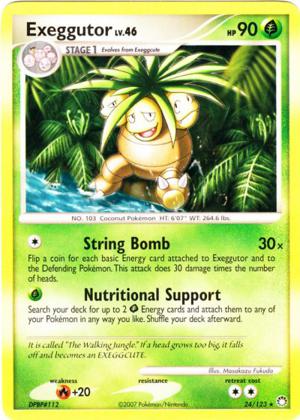 Exeggutor LV.46
HP 90
STAGE 1 Evolves from Exeggcute
NO. 103 Coconut Pokémon HT: 6'07" WT: 264.6 lbs.
String Bomb 30×
Flip a coin for each basic Energy card attached to Exeggutor and to
the Defending Pokémon. This attack does 30 damage times the
number of heads.
Nutritional Support
Search your deck for up to 2 Energy cards and attach them to any
of your Pokémon in any way you like. Shuffle your deck afterward.
It is called "The Walking Jungle." If a head grows too big, it falls
off and becomes an EXEGGCUTE.
Illus. Masakazu Fukuda
weakness
resistance
retreat cost
+20
DPBP#112
©2007 Pokémon/Nintendo
24/123 ★